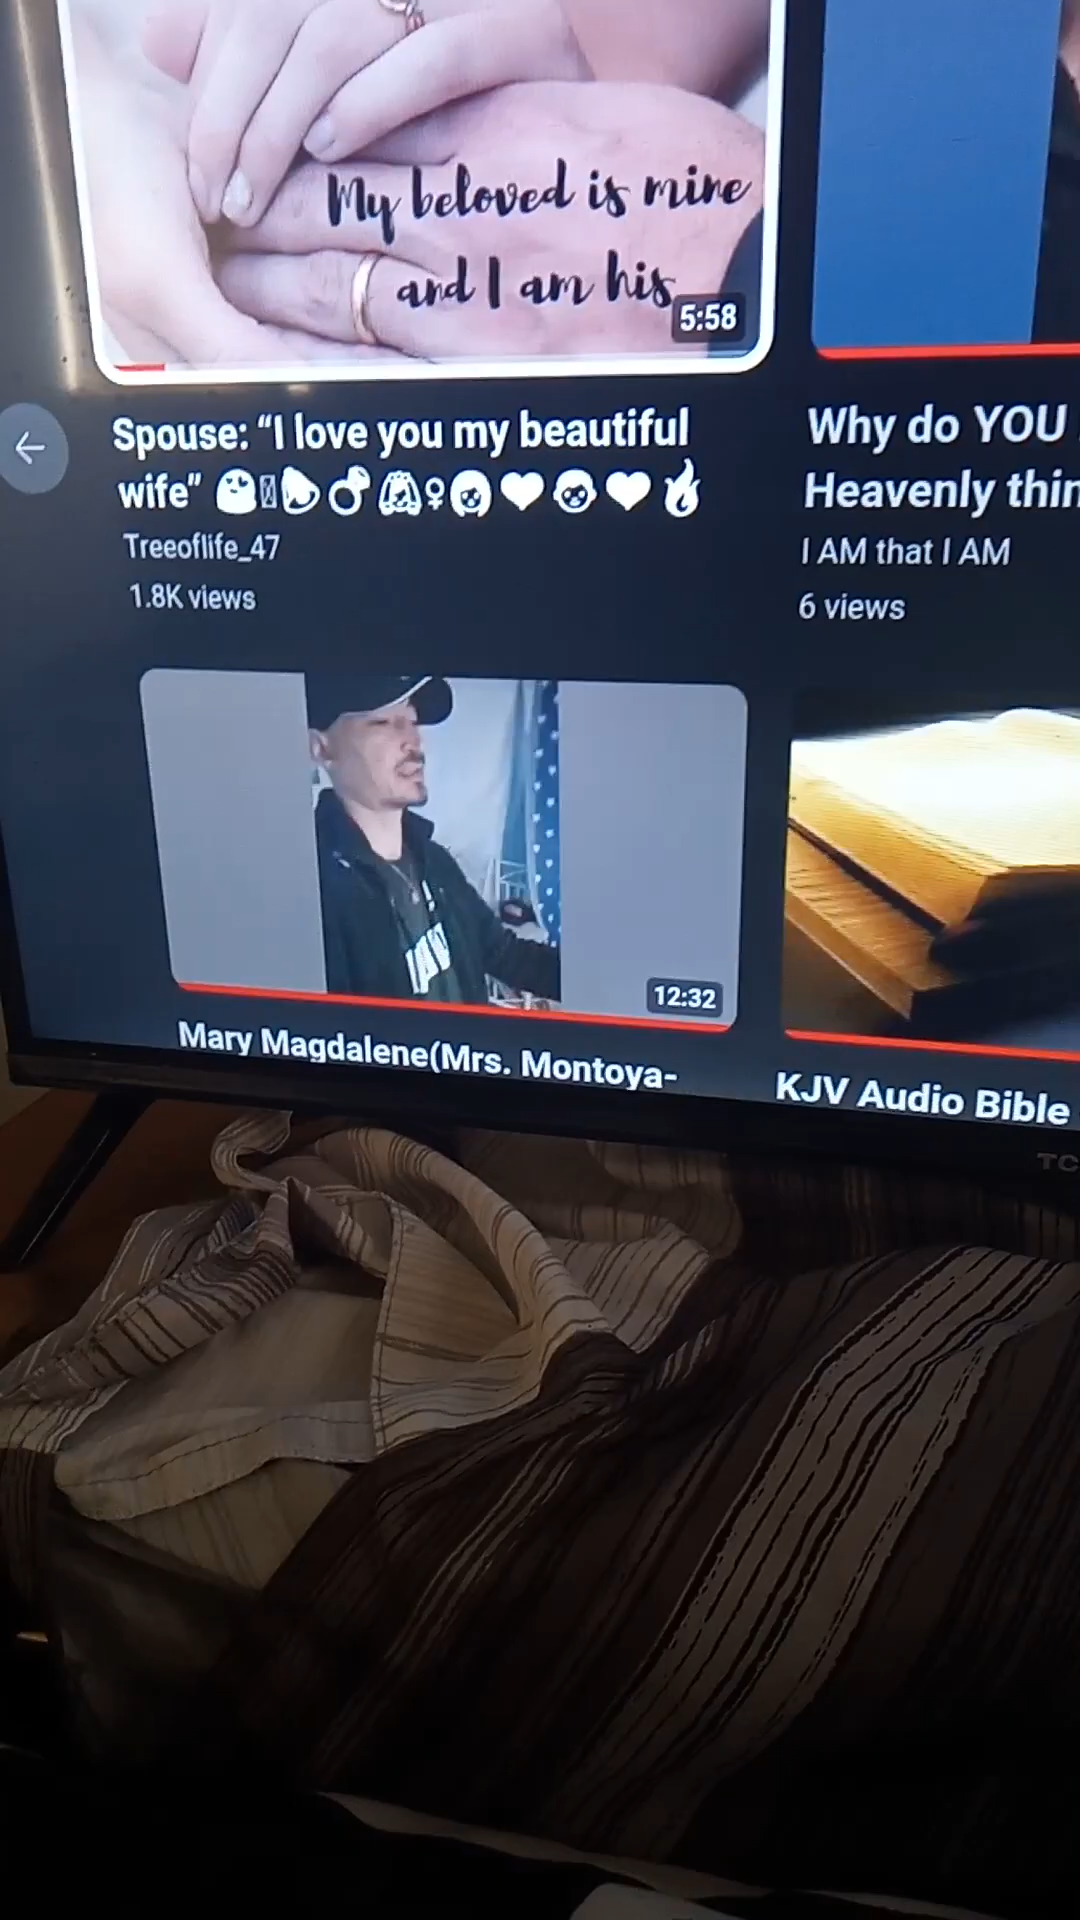 My beloved is mine
and I am his
5:58
Spouse: “I love you my beautiful
wife”
Treeoflife_47
1.8K views
Why do YOU
Heavenly thin
I AM that I AM
6 views
12:32
Mary Magdalene(Mrs. Montoya-
KJV Audio Bible
TC